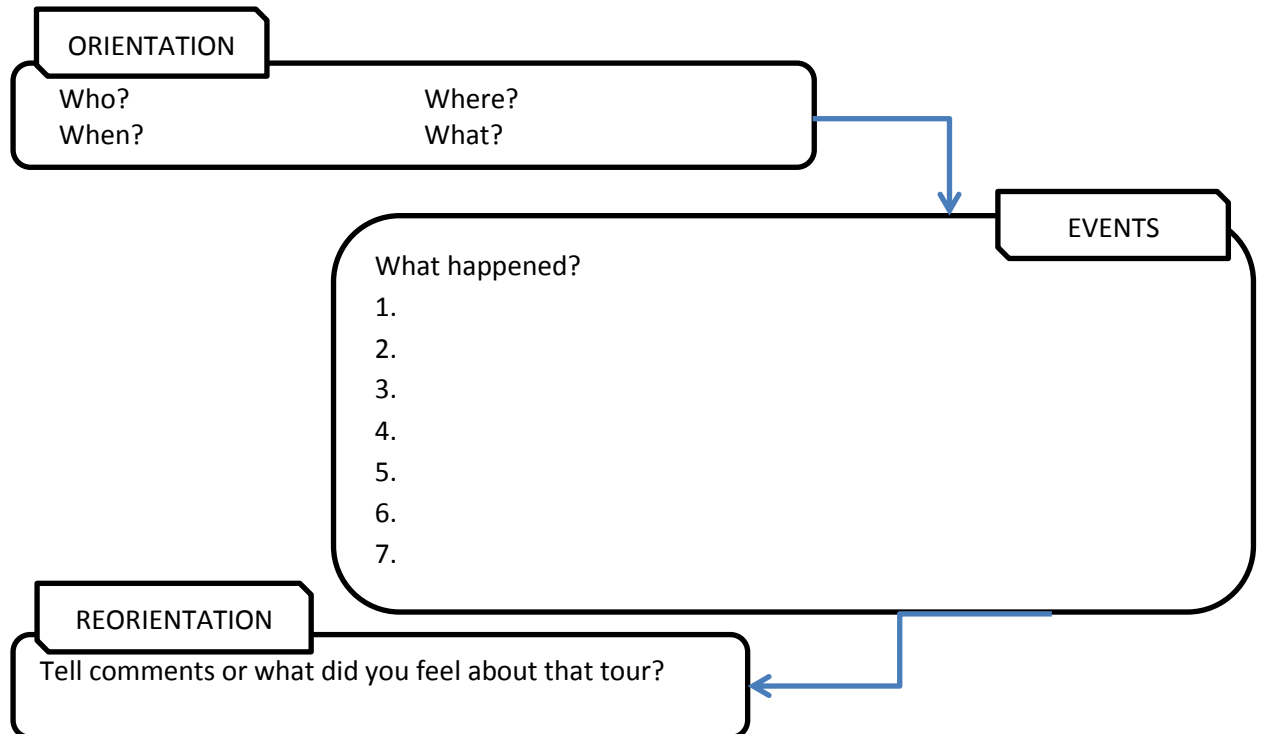 ORIENTATION
Who? Where?
When? What?
EVENTS
What happened?
1.
2.
3.
4.
5.
6.
7.
REORIENTATION
Tell comments or what did you feel about that tour?